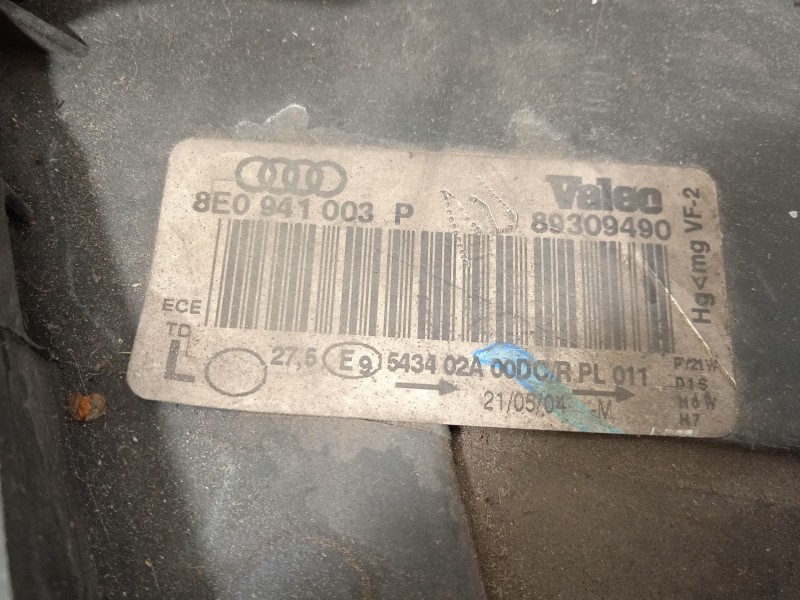 8E0 941 003 P
Valeo
89309490
Hg<mg VF-2
ECE
TD
L
27,5 E9 5434 02A 00DC/R PL 011
21/05/04 -M
P/21W
D1S
H6W
H7